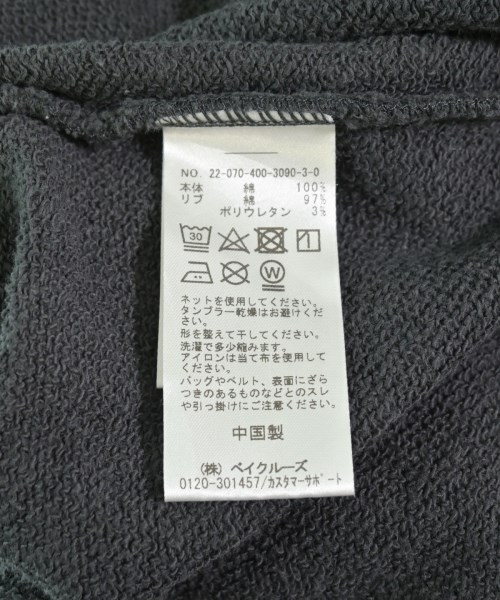 NO. 22-070-400-3090-3-0
本体 綿 100%
リブ 綿 97%
ポリウレタン 3%
30
W
ネットを使用してください。
タンブラー乾燥はお避けくださ
い。
形を整えて干してください。
洗濯で多少縮みます。
アイロンは当て布を使用して
ください。
バッグやベルト、表面にざら
つきのあるものなどとのスレ
や引っ掛けにご注意ください。
中国製
(株) ベイクルーズ
0120-301457/カスタマーサポート